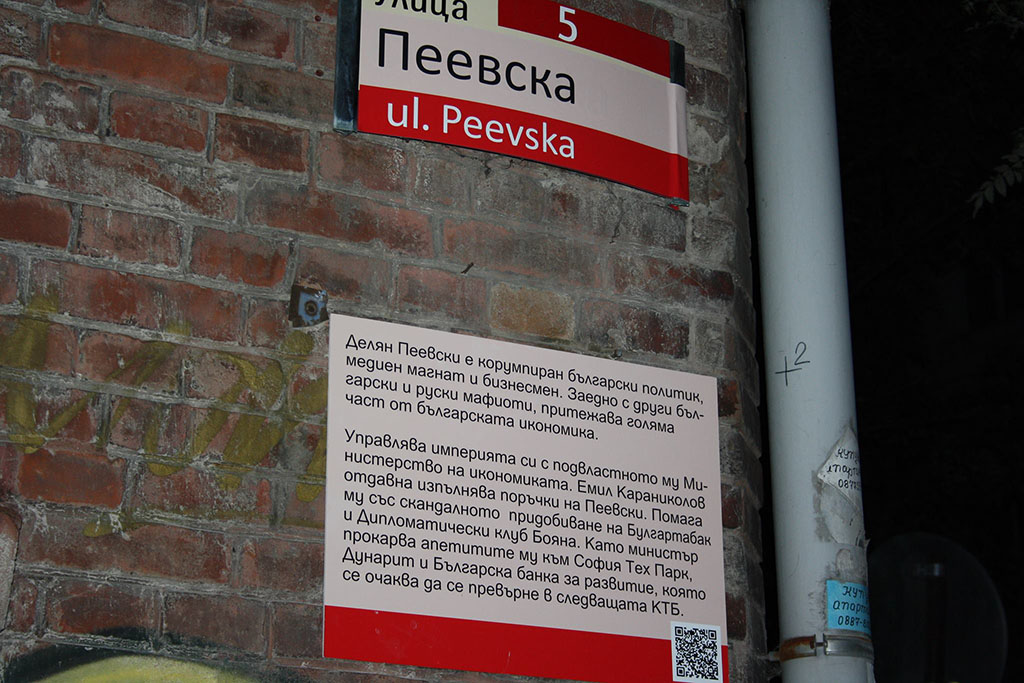 улица
5
Пеевска
ul. Peevska
Делян Пеевски е корумпиран български политик,
медиен магнат и бизнесмен. Заедно с други бъл-
гарски и руски мафиоти, притежава голяма
част от българската икономика.
Управлява империята си с подвластното му Ми-
нистерство на икономиката. Емил Караниколов
отдавна изпълнява поръчки на Пеевски. Помага
му със скандалното придобиване на Булгартабак
и Дипломатически клуб Бояна. Като министър
прокарва апетитите му към София Тех Парк,
Дунарит и Българска банка за развитие, която
се очаква да се превърне в следващата КТБ.
+2